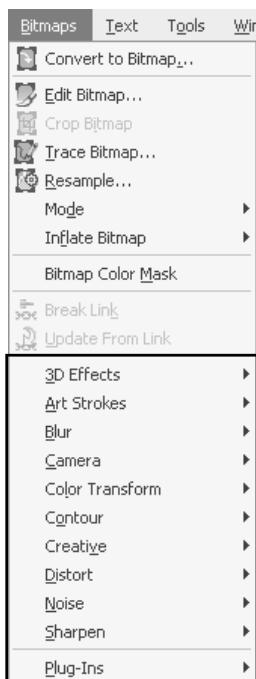 Bitmaps Text Tools
Convert to Bitmap...
Edit Bitmap...
Crop Bitmap
Trace Bitmap...
Resample...
Mode
Inflate Bitmap
Bitmap Color Mask
Break Link
Update From Link
3D Effects
Art Strokes
Blur
Camera
Color Transform
Contour
Creative
Distort
Noise
Sharpen
Plug-Ins